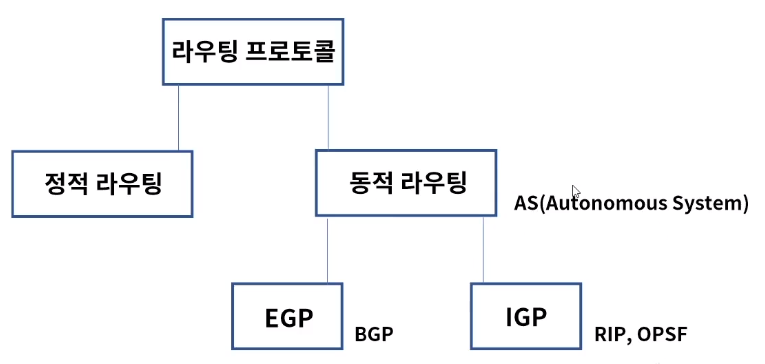 라우팅 프로토콜
정적 라우팅
동적 라우팅
AS(Autonomous System)
EGP
BGP
IGP
RIP, OPSF